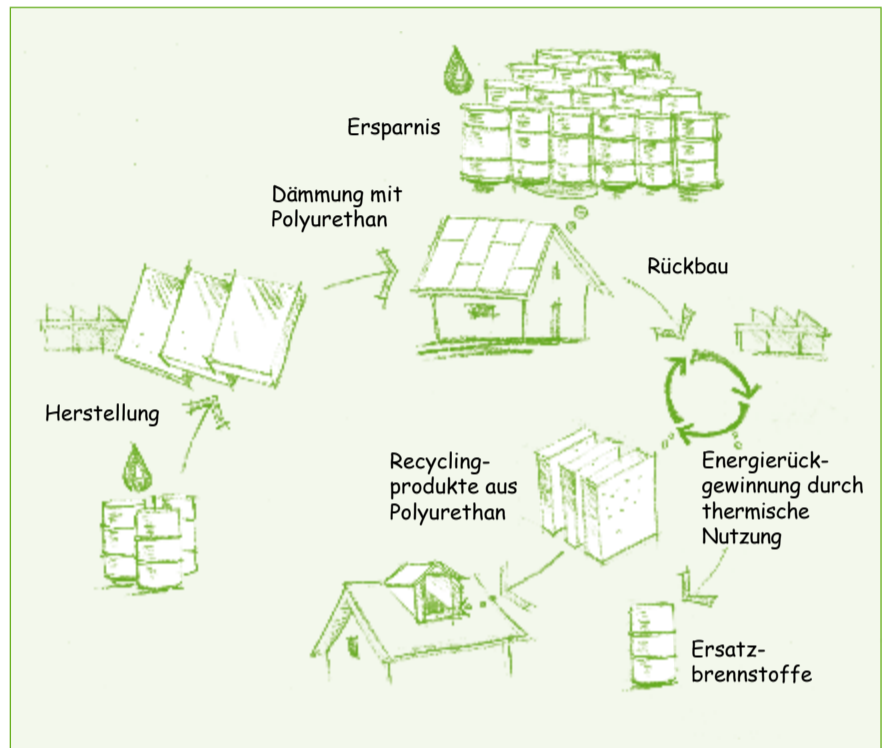 Ersparnis
Dämmung mit
Polyurethan
Rückbau
Herstellung
Recycling-
produkte aus
Polyurethan
Energierück-
gewinnung durch
thermische
Nutzung
Ersatz-
brennstoffe